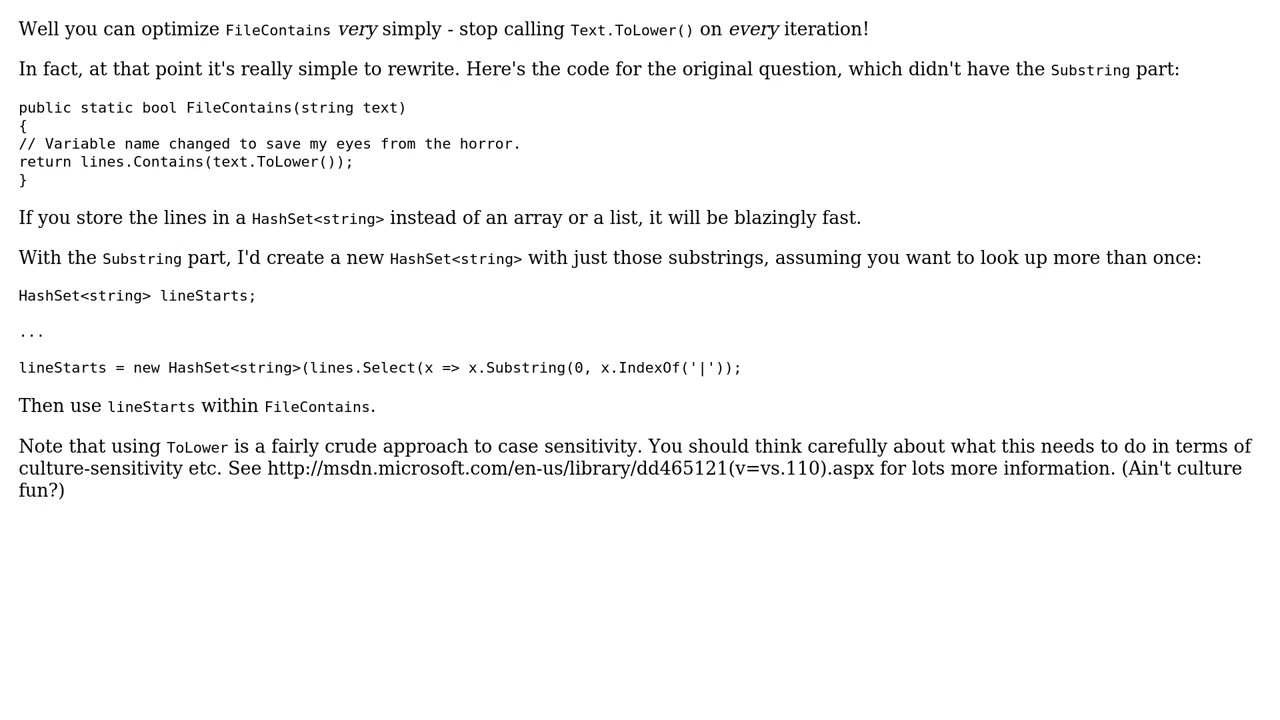 Well you can optimize FileContains very simply - stop calling Text.ToLower() on every iteration!
In fact, at that point it's really simple to rewrite. Here's the code for the original question, which didn't have the Substring part:
public static bool FileContains(string text)
{
// Variable name changed to save my eyes from the horror.
return lines.Contains(text.ToLower());
}
If you store the lines in a HashSet<string> instead of an array or a list, it will be blazingly fast.
With the Substring part, I'd create a new HashSet<string> with just those substrings, assuming you want to look up more than once:
HashSet<string> lineStarts;
...
lineStarts = new HashSet<string>(lines.Select(x => x.Substring(0, x.IndexOf('|'));
Then use lineStarts within FileContains.
Note that using ToLower is a fairly crude approach to case sensitivity. You should think carefully about what this needs to do in terms of
culture-sensitivity etc. See http://msdn.microsoft.com/en-us/library/dd465121(v=vs.110).aspx for lots more information. (Ain't culture
fun?)